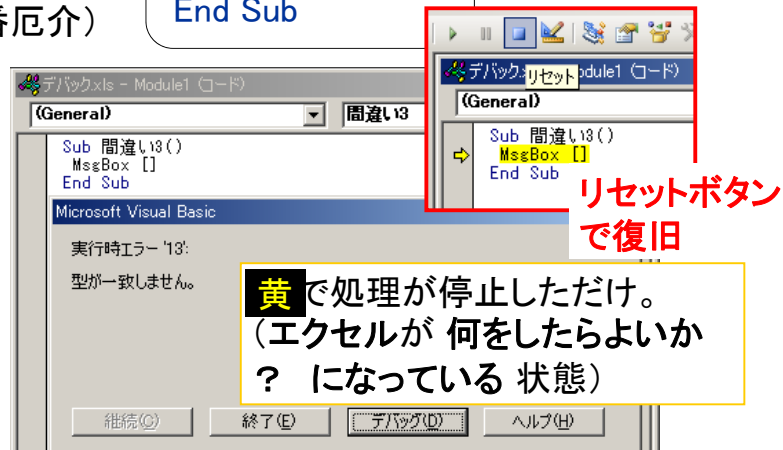 番厄介）
End Sub
デバック.xls - Module1 (コード)
(General)
間違い3
Sub 間違い3()
MsgBox []
End Sub
Microsoft Visual Basic
実行時エラー '13':
型が一致しません。
継続(C)
終了(E)
デバッグ(D)
ヘルプ(H)
リセット
デバック.
odule1 (コード)
(General)
Sub 間違い3()
MsgBox []
End Sub
リセットボタン
で復旧
黄で処理が停止しただけ。
（エクセルが 何をしたらよいか
？ になっている 状態）